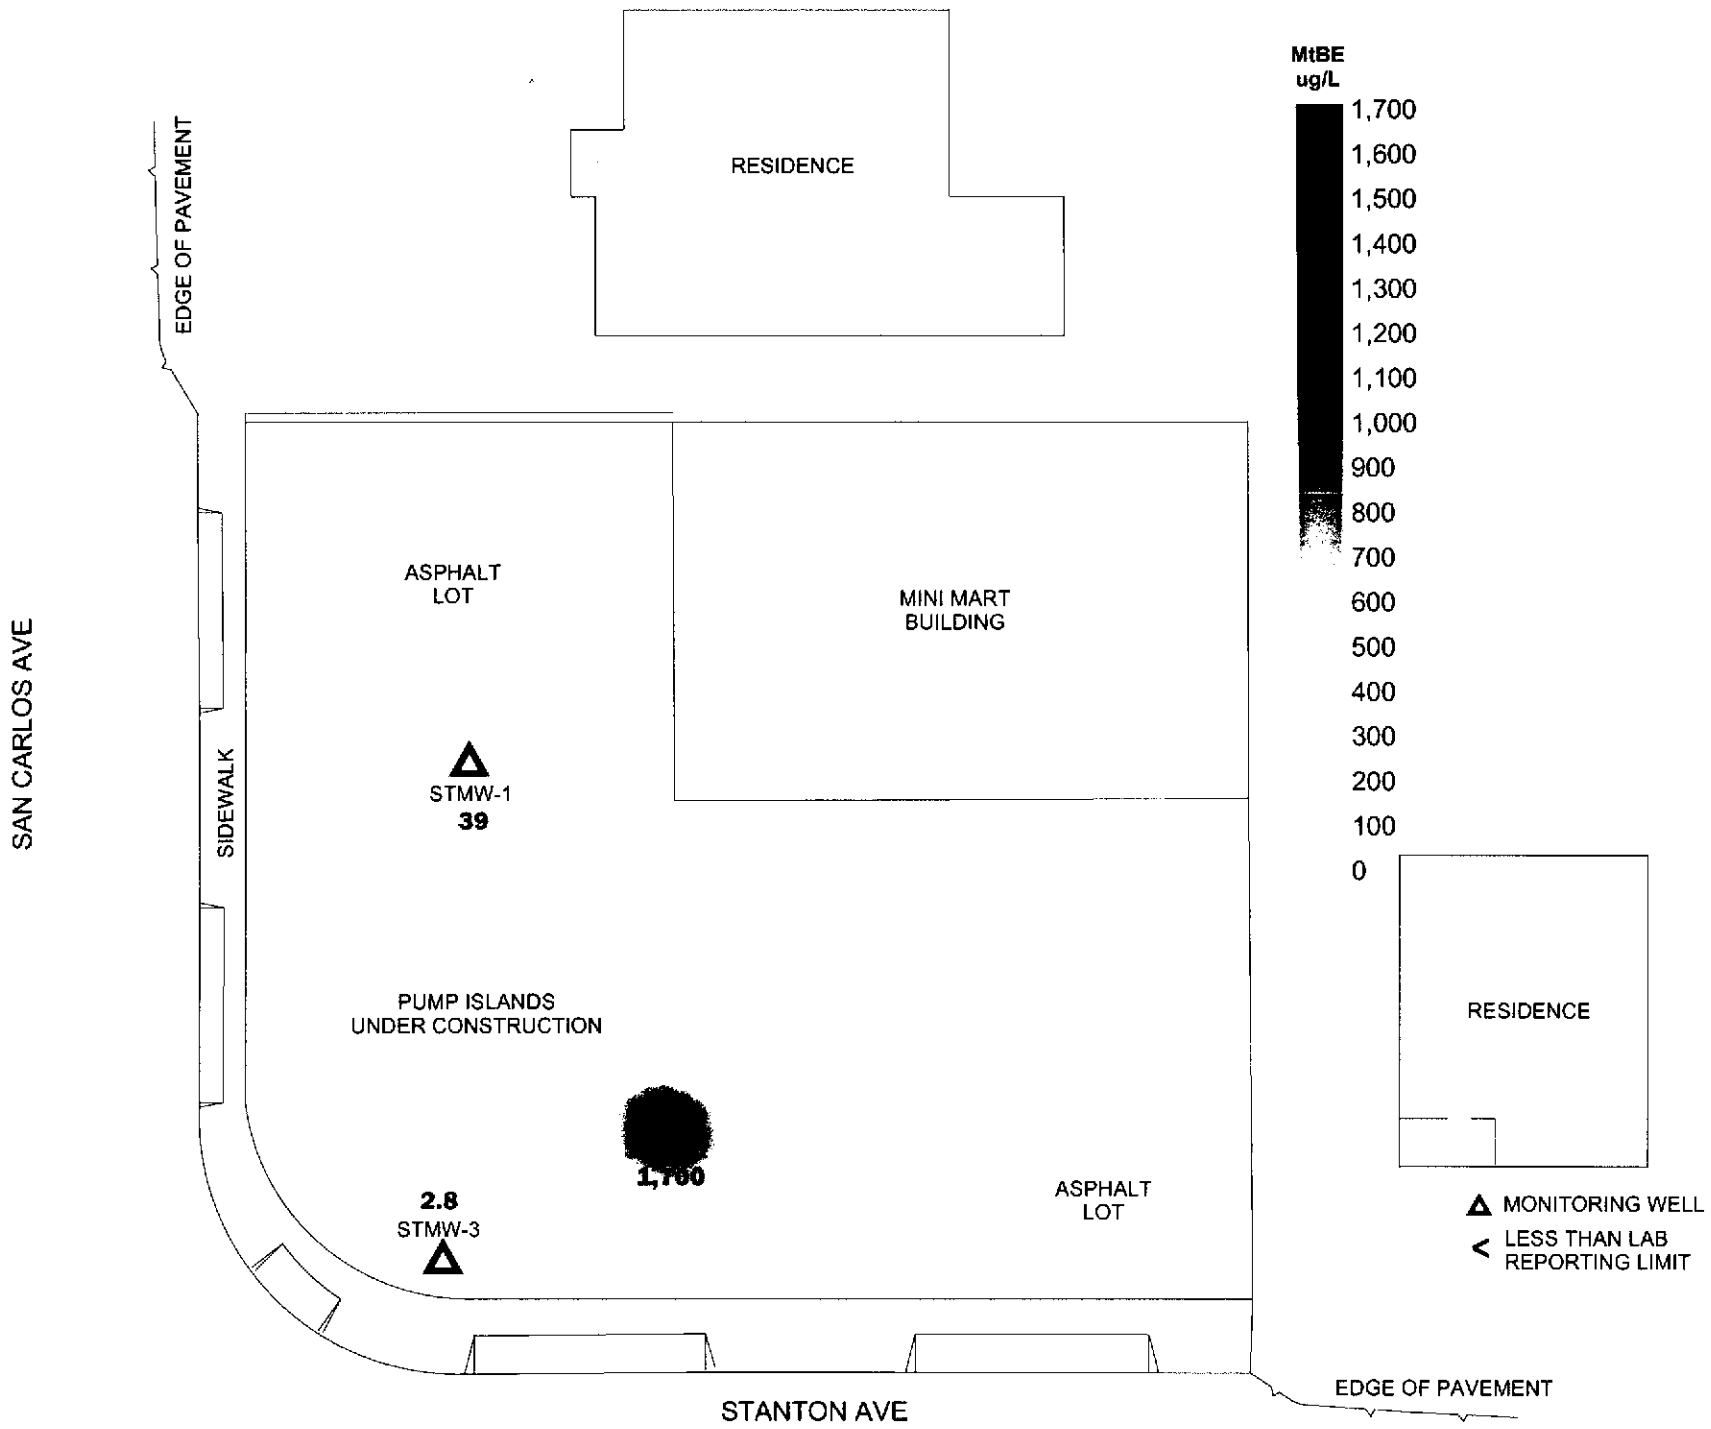 MtBE
ug/L
1,700
1,600
1,500
1,400
1,300
1,200
1,100
1,000
900
800
700
600
500
400
300
200
100
0
RESIDENCE
EDGE OF PAVEMENT
ASPHALT
LOT
MINI MART
BUILDING
SAN CARLOS AVE
SIDEWALK
STMW-1
39
PUMP ISLANDS
UNDER CONSTRUCTION
RESIDENCE
1,700
2.8
STMW-3
ASPHALT
LOT
MONITORING WELL
< LESS THAN LAB
REPORTING LIMIT
EDGE OF PAVEMENT
STANTON AVE